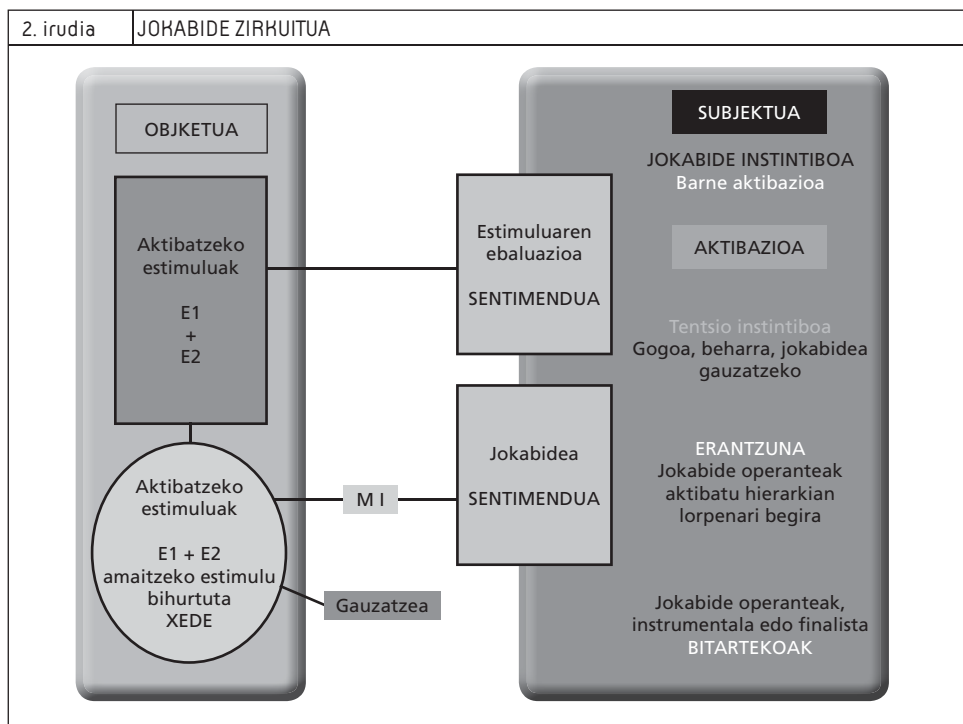 2. irudia JOKABIDE ZIRKUITUA
OBJKETUA
Aktibatzeko
estimuluak
E1
+
E2
Aktibatzeko
estimuluak
E1 + E2
amaitzeko estimulu
bihurtuta
XEDE
Gauzatzea
M I
Estimuluaren
ebaluazioa
SENTIMENDUA
Jokabidea
SENTIMENDUA
SUBJEKTUA
JOKABIDE INSTINTIBOA
Barne aktibazioa
AKTIBAZIOA
Tentsio instintiboa
Gogoa, beharra, jokabidea
gauzatzeko
ERANTZUNA
Jokabide operanteak
aktibatu hierarkian
lorpenari begira
Jokabide operanteak,
instrumentala edo finalista
BITARTEKOAK